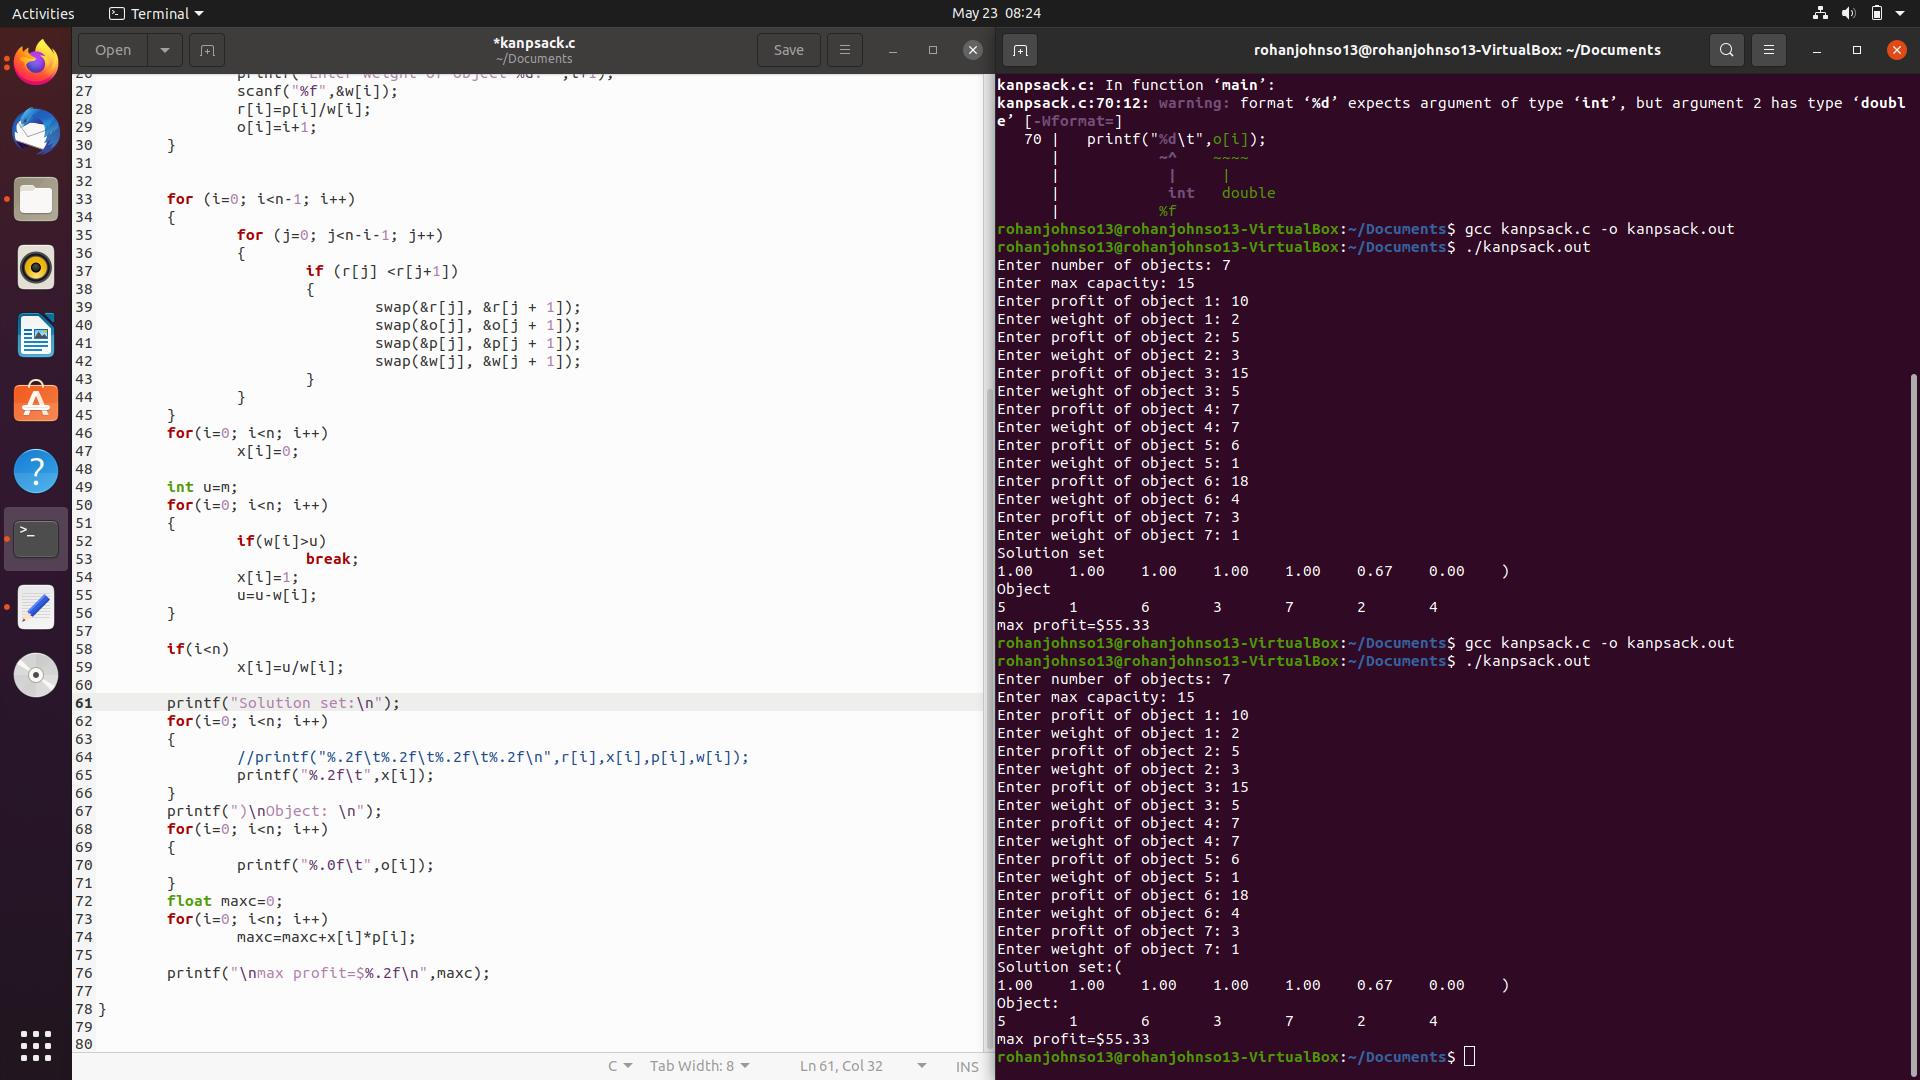 Activities
Terminal
May 23 08:24
Open
*kanpsack.c
~/Documents
Save
26 printf("Enter weight of object %d: ",i+1);
27 scanf("%f",&w[i]);
28 r[i]=p[i]/w[i];
29 o[i]=i+1;
30 }
31
32
33 for (i=0; i<n-1; i++)
34 {
35 for (j=0; j<n-i-1; j++)
36 {
37 if (r[j] <r[j+1])
38 {
39 swap(&r[j], &r[j + 1]);
40 swap(&o[j], &o[j + 1]);
41 swap(&p[j], &p[j + 1]);
42 swap(&w[j], &w[j + 1]);
43 }
44 }
45 }
46 for(i=0; i<n; i++)
47 x[i]=0;
48
49 int u=m;
50 for(i=0; i<n; i++)
51 {
52 if(w[i]>u)
53 break;
54 x[i]=1;
55 u=u-w[i];
56 }
57
58 if(i<n)
59 x[i]=u/w[i];
60
61 printf("Solution set:\n");
62 for(i=0; i<n; i++)
63 {
64 //printf("%.2f\t%.2f\t%.2f\t%.2f\n",r[i],x[i],p[i],w[i]);
65 printf("%.2f\t",x[i]);
66 }
67 printf(")\nObject: \n");
68 for(i=0; i<n; i++)
69 {
70 printf("%.0f\t",o[i]);
71 }
72 float maxc=0;
73 for(i=0; i<n; i++)
74 maxc=maxc+x[i]*p[i];
75
76 printf("\nmax profit=$%.2f\n",maxc);
77
78 }
79
80
C
Tab Width: 8
Ln 61, Col 32
INS
rohanjohnso13@rohanjohnso13-VirtualBox: ~/Documents
kanpsack.c: In function ‘main’:
kanpsack.c:70:12: warning: format ‘%d’ expects argument of type ‘int’, but argument 2 has type ‘doubl
e’ [-Wformat=]
70 | printf("%d\t",o[i]);
| ~^ ~~~~
| | |
| int double
| %f
rohanjohnso13@rohanjohnso13-VirtualBox:~/Documents$ gcc kanpsack.c -o kanpsack.out
rohanjohnso13@rohanjohnso13-VirtualBox:~/Documents$ ./kanpsack.out
Enter number of objects: 7
Enter max capacity: 15
Enter profit of object 1: 10
Enter weight of object 1: 2
Enter profit of object 2: 5
Enter weight of object 2: 3
Enter profit of object 3: 15
Enter weight of object 3: 5
Enter profit of object 4: 7
Enter weight of object 4: 7
Enter profit of object 5: 6
Enter weight of object 5: 1
Enter profit of object 6: 18
Enter weight of object 6: 4
Enter profit of object 7: 3
Enter weight of object 7: 1
Solution set
1.00 1.00 1.00 1.00 1.00 0.67 0.00 )
Object
5 1 6 3 7 2 4
max profit=$55.33
rohanjohnso13@rohanjohnso13-VirtualBox:~/Documents$ gcc kanpsack.c -o kanpsack.out
rohanjohnso13@rohanjohnso13-VirtualBox:~/Documents$ ./kanpsack.out
Enter number of objects: 7
Enter max capacity: 15
Enter profit of object 1: 10
Enter weight of object 1: 2
Enter profit of object 2: 5
Enter weight of object 2: 3
Enter profit of object 3: 15
Enter weight of object 3: 5
Enter profit of object 4: 7
Enter weight of object 4: 7
Enter profit of object 5: 6
Enter weight of object 5: 1
Enter profit of object 6: 18
Enter weight of object 6: 4
Enter profit of object 7: 3
Enter weight of object 7: 1
Solution set:(
1.00 1.00 1.00 1.00 1.00 0.67 0.00 )
Object:
5 1 6 3 7 2 4
max profit=$55.33
rohanjohnso13@rohanjohnso13-VirtualBox:~/Documents$